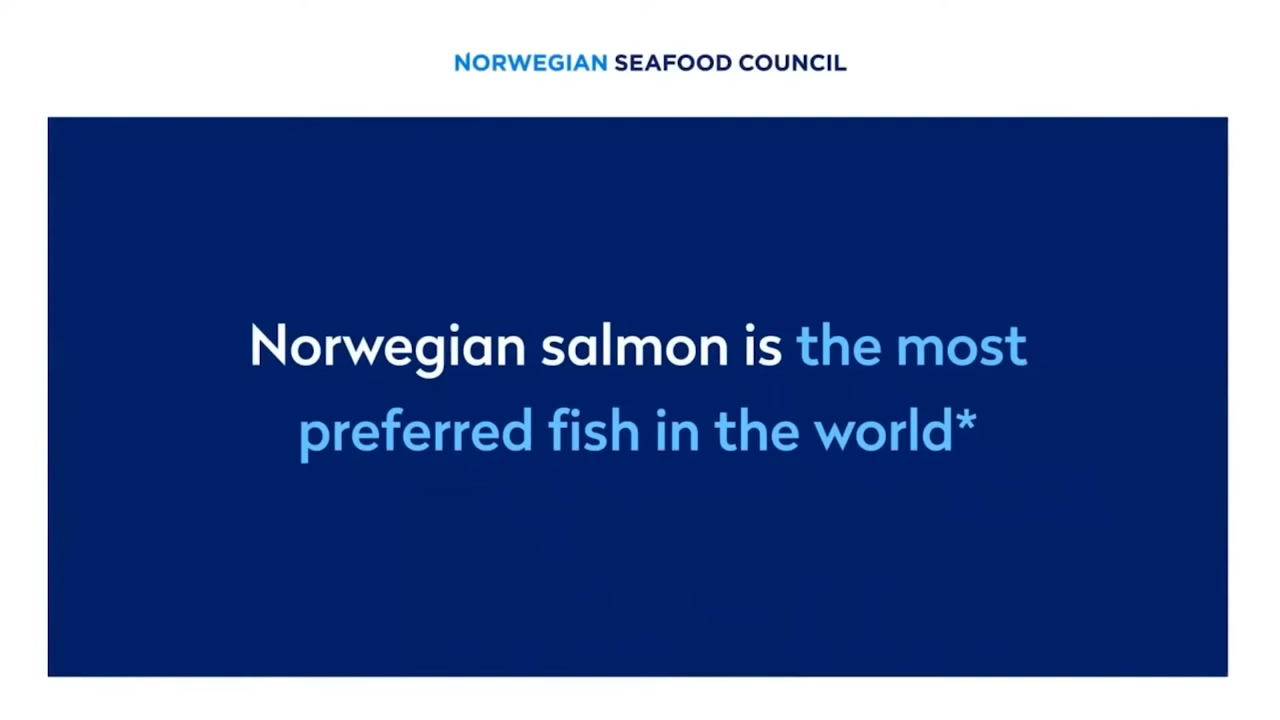 NORWEGIAN SEAFOOD COUNCIL
Norwegian salmon is the most
preferred fish in the world*